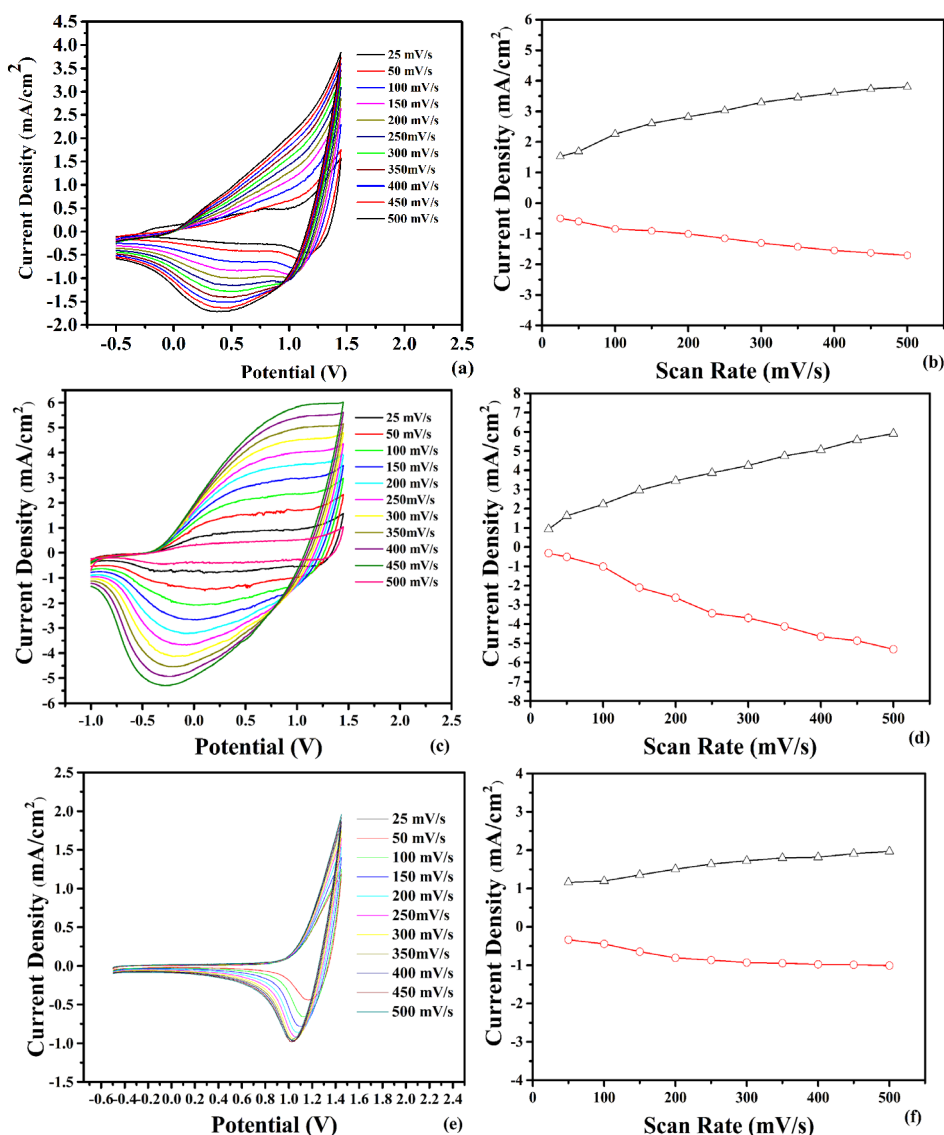 Current Density (mA/cm²)
4.5
4.0
3.5
3.0
2.5
2.0
1.5
1.0
0.5
0.0
-0.5
-1.0
-1.5
-2.0
-0.5 0.0 0.5 1.0 1.5 2.0 2.5
Potential (V)
(a)
25 mV/s
50 mV/s
100 mV/s
150 mV/s
200 mV/s
250mV/s
300 mV/s
350mV/s
400 mV/s
450 mV/s
500 mV/s
Current Density (mA/cm²)
6
5
4
3
2
1
0
-1
-2
-3
-4
0 100 200 300 400 500
Scan Rate (mV/s)
(b)
Current Density (mA/cm²)
6
5
4
3
2
1
0
-1
-2
-3
-4
-5
-6
-1.0 -0.5 0.0 0.5 1.0 1.5 2.0 2.5
Potential (V)
(c)
25 mV/s
50 mV/s
100 mV/s
150 mV/s
200 mV/s
250mV/s
300 mV/s
350mV/s
400 mV/s
450 mV/s
500 mV/s
Current Density (mA/cm²)
8
7
6
5
4
3
2
1
0
-1
-2
-3
-4
-5
-6
-7
-8
0 100 200 300 400 500
Scan Rate (mV/s)
(d)
Current Density (mA/cm²)
2.5
2.0
1.5
1.0
0.5
0.0
-0.5
-1.0
-1.5
-0.6 -0.4 -0.2 0.0 0.2 0.4 0.6 0.8 1.0 1.2 1.4 1.6 1.8 2.0 2.2 2.4
Potential (V)
(e)
25 mV/s
50 mV/s
100 mV/s
150 mV/s
200 mV/s
250mV/s
300 mV/s
350mV/s
400 mV/s
450 mV/s
500 mV/s
Current Density (mA/cm²)
4
3
2
1
0
-1
-2
-3
-4
0 100 200 300 400 500
Scan Rate (mV/s)
(f)